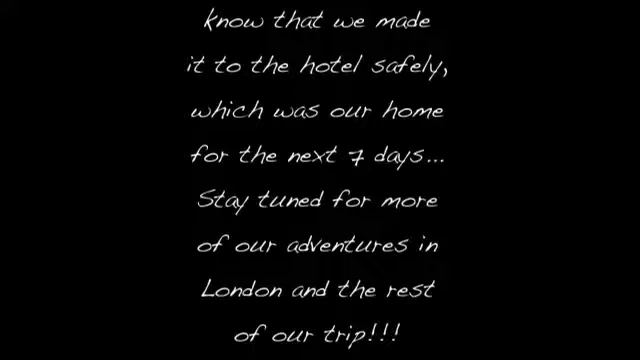 know that we made
it to the hotel safely,
which was our home
for the next 7 days...
Stay tuned for more
of our adventures in
London and the rest
of our trip!!!